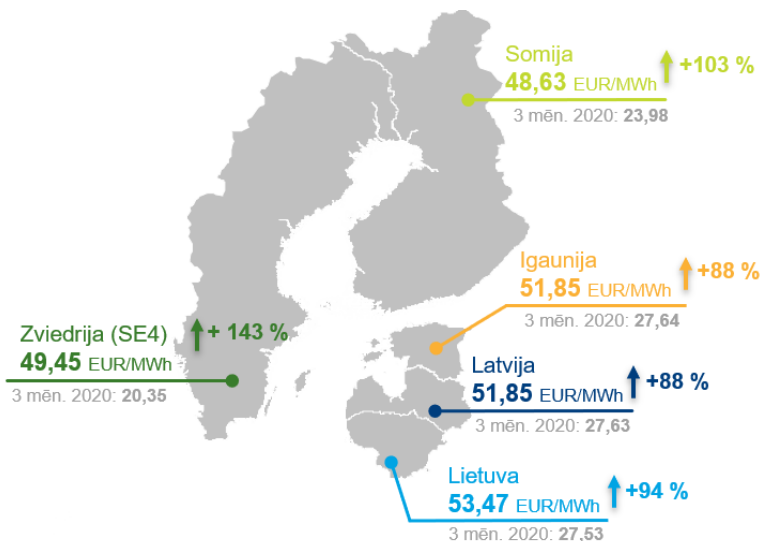 Somija
48,63 EUR/MWh
+103 %
3 mēn. 2020: 23,98
Igaunija
51,85 EUR/MWh
+88 %
3 mēn. 2020: 27,64
Zviedrija (SE4)
49,45 EUR/MWh
+ 143 %
3 mēn. 2020: 20,35
Latvija
51,85 EUR/MWh
+88 %
3 mēn. 2020: 27,63
Lietuva
53,47 EUR/MWh
+94 %
3 mēn. 2020: 27,53